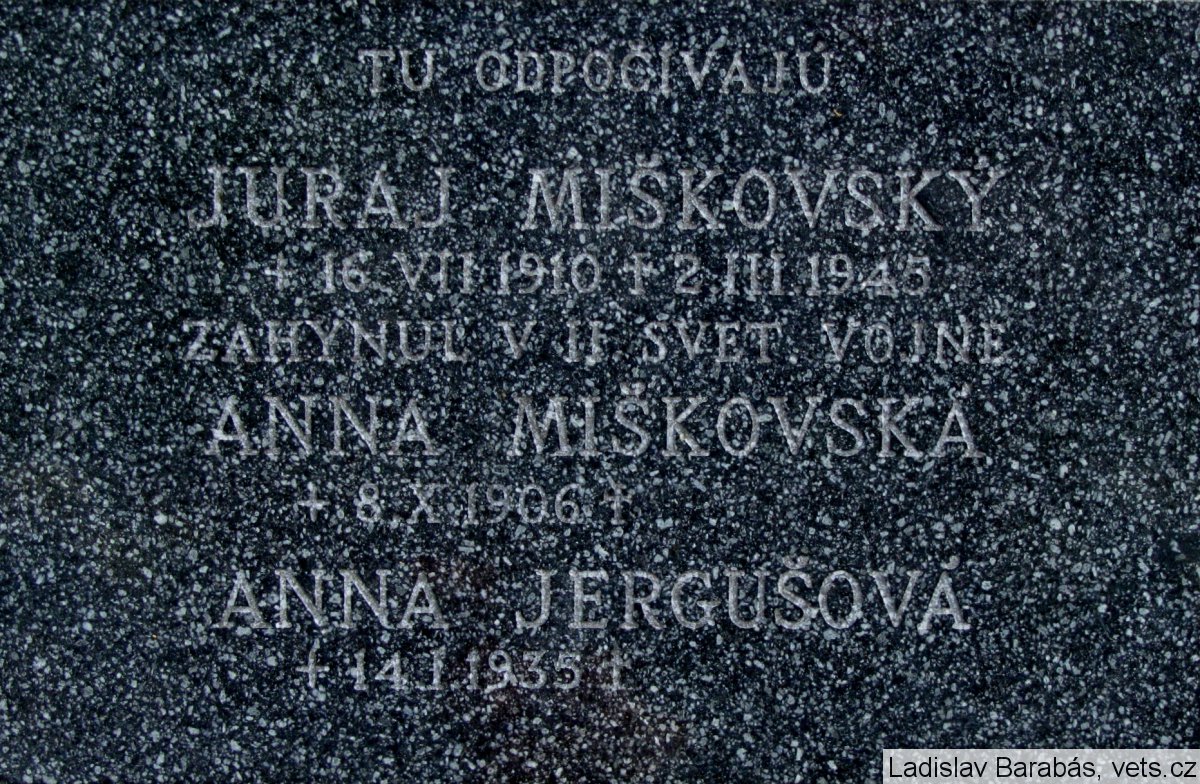 TU ODPOČÍVAJÚ
JURAJ MIŠKOVSKÝ
+ 16. VII. 1910 † 2. III. 1945
ZAHYNUL V II. SVET. VOJNE
ANNA MIŠKOVSKÁ
+ 8. X. 1906 †
ANNA JERGUŠOVÁ
+ 14. I. 1935 †
Ladislav Barabás, vets.cz